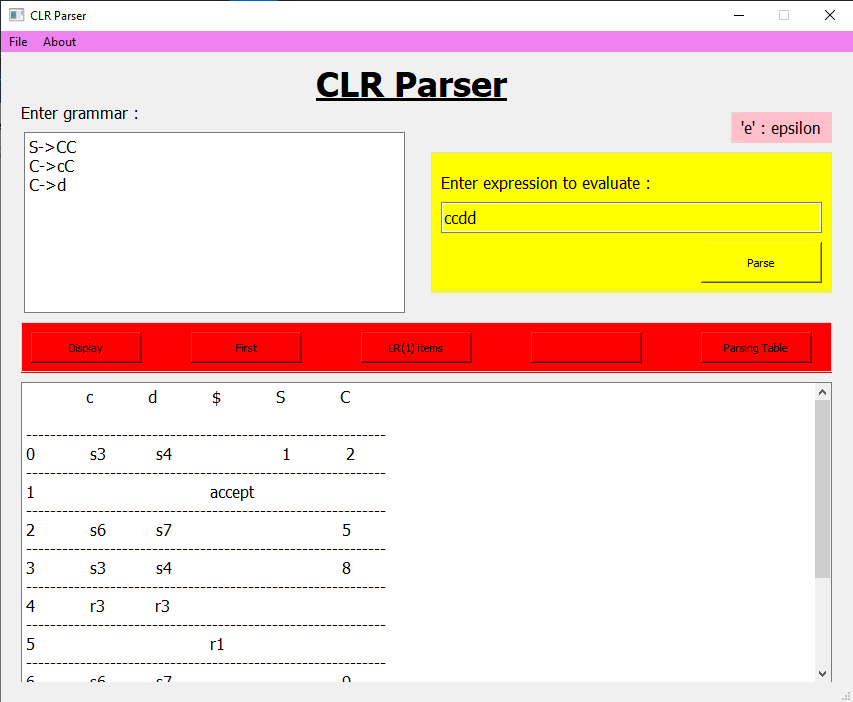 CLR Parser
File About
CLR Parser
Enter grammar :
'e' : epsilon
S->CC
C->cC
C->d
Enter expression to evaluate :
ccdd
Parse
Display First LR(1) items Parsing Table
c d $ S C
------------------------------------------------------------------------
0 s3 s4 1 2
------------------------------------------------------------------------
1 accept
------------------------------------------------------------------------
2 s6 s7 5
------------------------------------------------------------------------
3 s3 s4 8
------------------------------------------------------------------------
4 r3 r3
------------------------------------------------------------------------
5 r1
------------------------------------------------------------------------
6 s6 s7 9